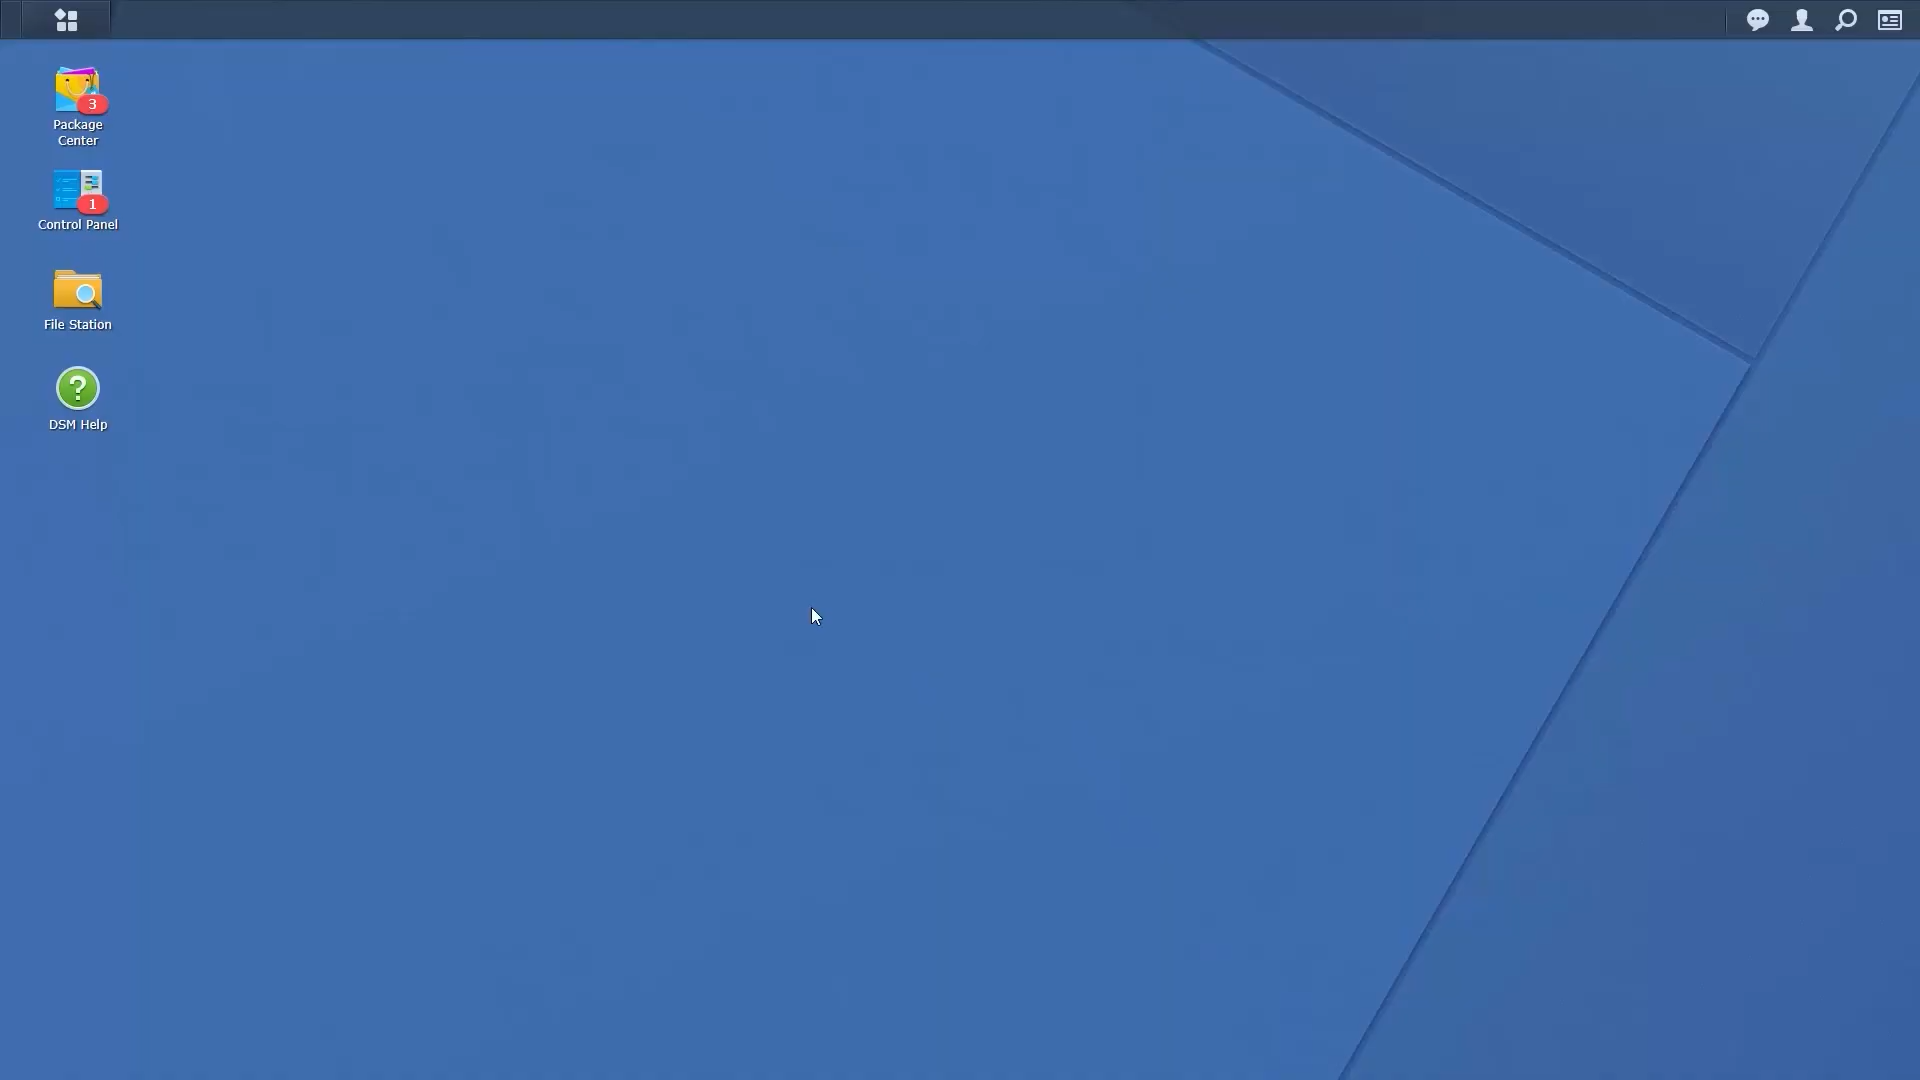 3
Package
Center
1
Control Panel
File Station
?
DSM Help